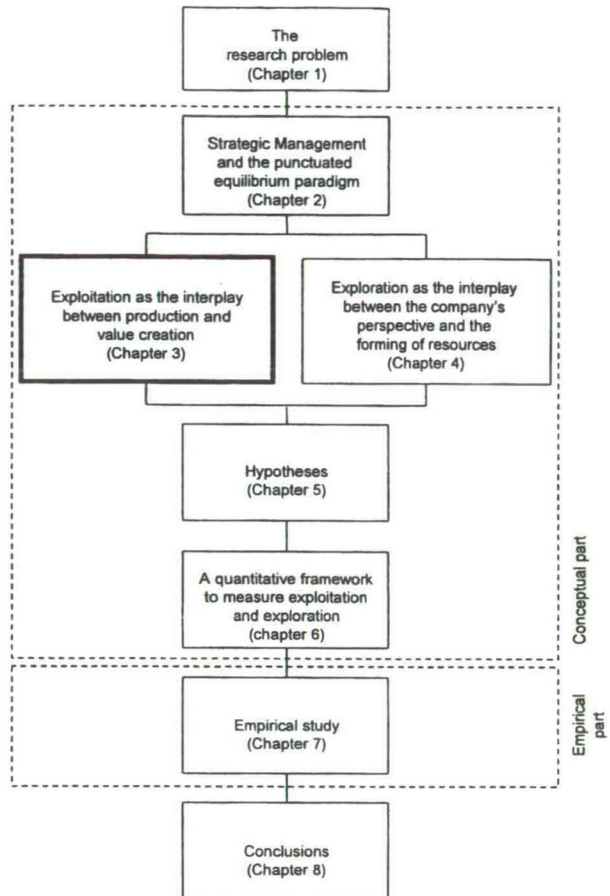 The
research problem
(Chapter 1)
Strategic Management
and the punctuated
equilibrium paradigm
(Chapter 2)
Exploitation as the interplay
between production and
value creation
(Chapter 3)
Exploration as the interplay
between the company's
perspective and the
forming of resources
(Chapter 4)
Hypotheses
(Chapter 5)
A quantitative framework
to measure exploitation
and exploration
(chapter 6)
Conceptual part
Empirical study
(Chapter 7)
Empirical
part
Conclusions
(Chapter 8)